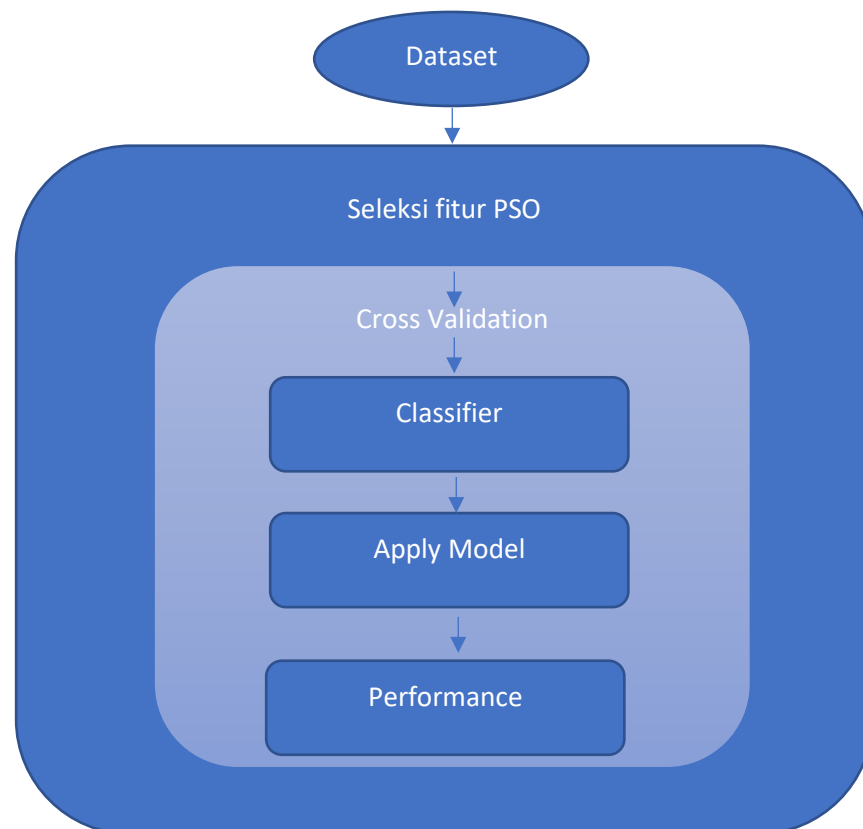 Dataset
Seleksi fitur PSO
Cross Validation
Classifier
Apply Model
Performance